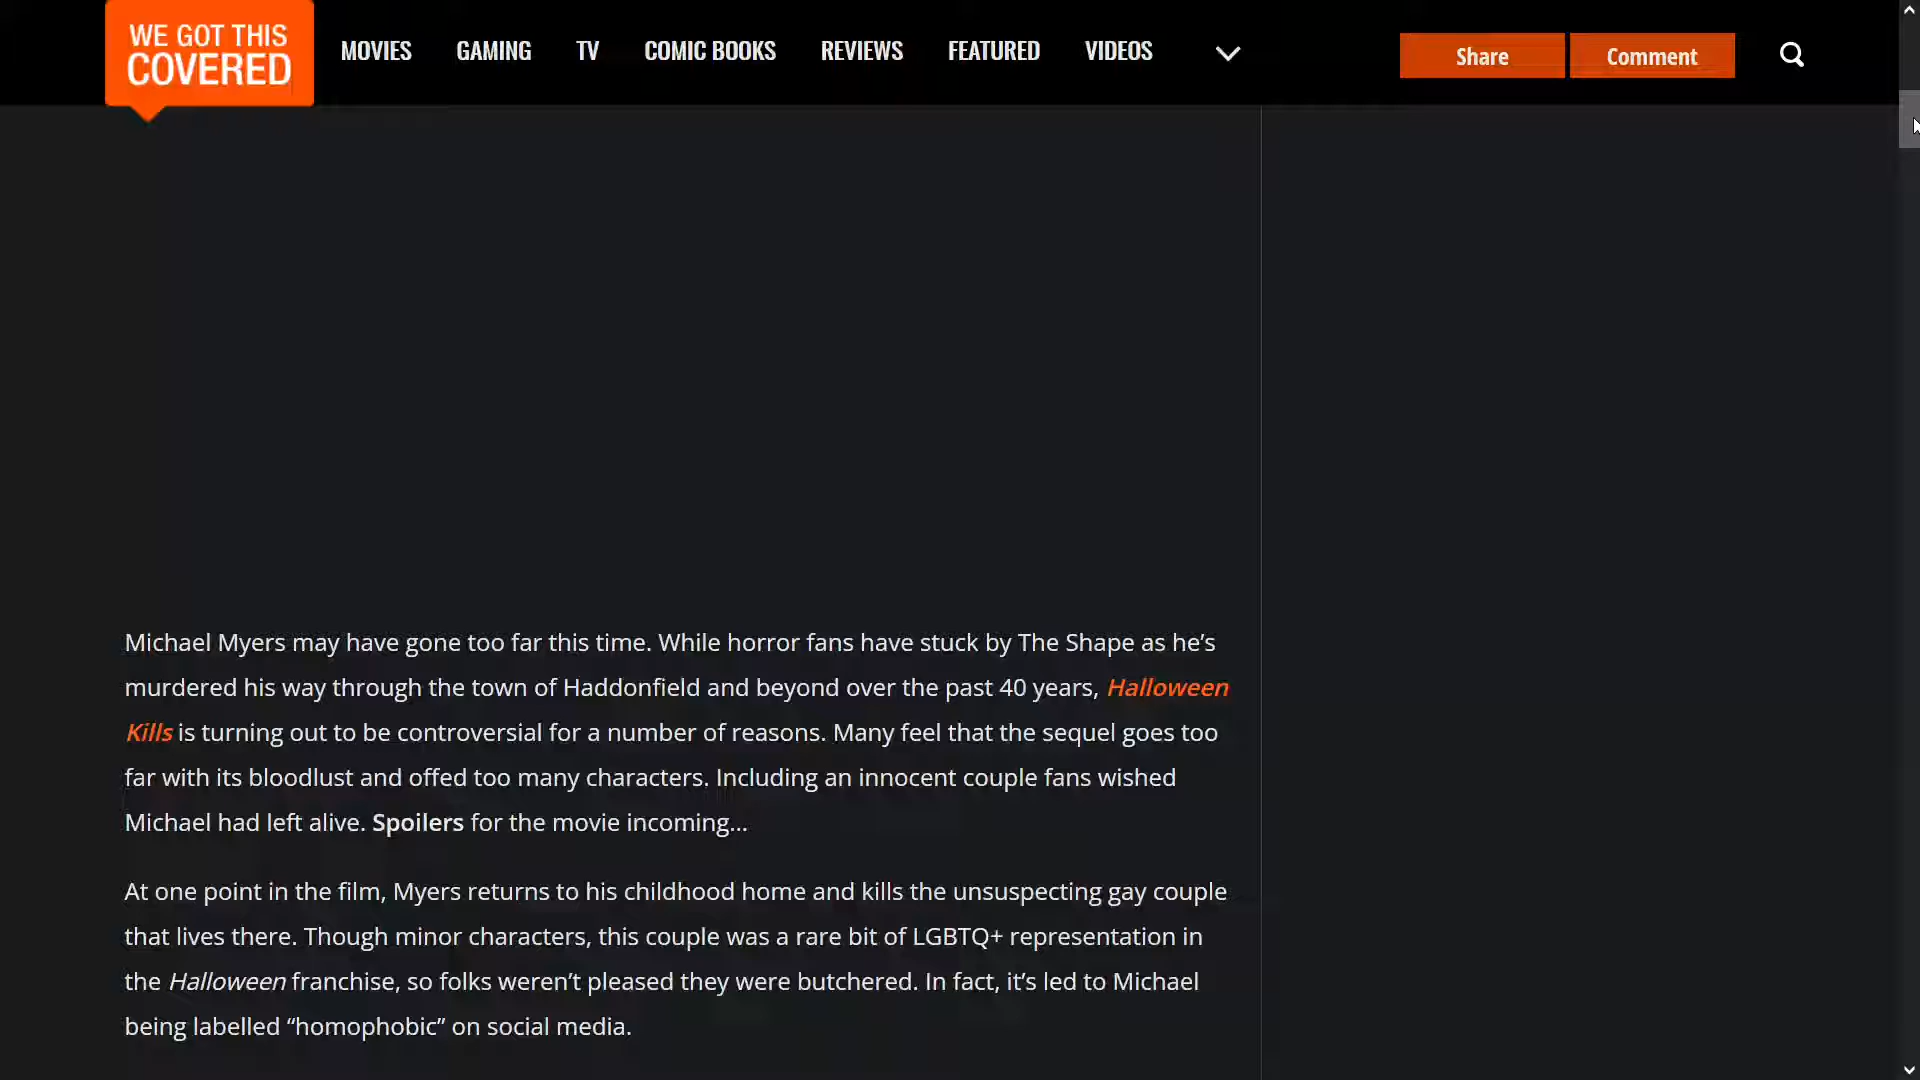 WE GOT THIS
COVERED
MOVIES GAMING TV COMIC BOOKS REVIEWS FEATURED VIDEOS
Share Comment
Michael Myers may have gone too far this time. While horror fans have stuck by The Shape as he’s
murdered his way through the town of Haddonfield and beyond over the past 40 years, Halloween
Kills is turning out to be controversial for a number of reasons. Many feel that the sequel goes too
far with its bloodlust and offed too many characters. Including an innocent couple fans wished
Michael had left alive. Spoilers for the movie incoming…
At one point in the film, Myers returns to his childhood home and kills the unsuspecting gay couple
that lives there. Though minor characters, this couple was a rare bit of LGBTQ+ representation in
the Halloween franchise, so folks weren’t pleased they were butchered. In fact, it’s led to Michael
being labelled “homophobic” on social media.